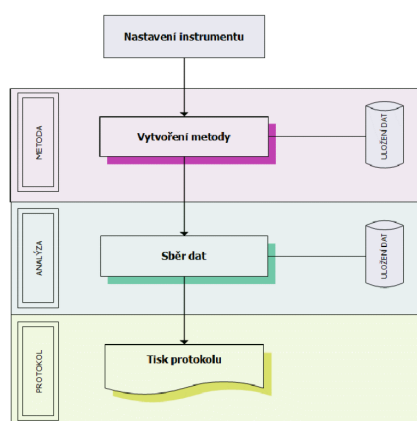 Nastavení instrumentu
METODA
Vytvoření metody
ULOŽENÍ DAT
ANALÝZA
Sběr dat
ULOŽENÍ DAT
PROTOKOL
Tisk protokolu